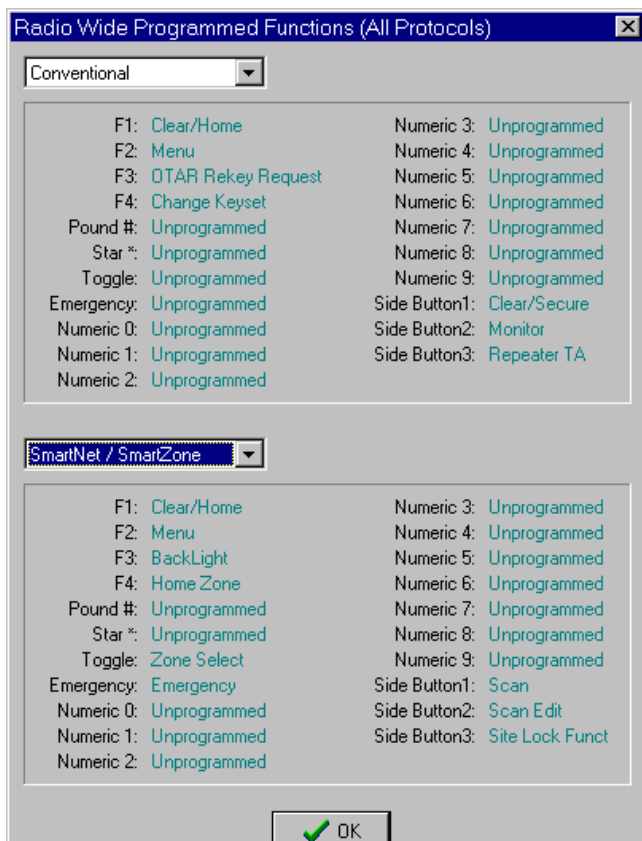 Radio Wide Programmed Functions (All Protocols)
Conventional
F1: Clear/Home
F2: Menu
F3: OTAR Rekey Request
F4: Change Keyset
Pound #: Unprogrammed
Star *: Unprogrammed
Toggle: Unprogrammed
Emergency: Unprogrammed
Numeric 0: Unprogrammed
Numeric 1: Unprogrammed
Numeric 2: Unprogrammed
Numeric 3: Unprogrammed
Numeric 4: Unprogrammed
Numeric 5: Unprogrammed
Numeric 6: Unprogrammed
Numeric 7: Unprogrammed
Numeric 8: Unprogrammed
Numeric 9: Unprogrammed
Side Button1: Clear/Secure
Side Button2: Monitor
Side Button3: Repeater TA
SmartNet / SmartZone
F1: Clear/Home
F2: Menu
F3: BackLight
F4: Home Zone
Pound #: Unprogrammed
Star *: Unprogrammed
Toggle: Zone Select
Emergency: Emergency
Numeric 0: Unprogrammed
Numeric 1: Unprogrammed
Numeric 2: Unprogrammed
Numeric 3: Unprogrammed
Numeric 4: Unprogrammed
Numeric 5: Unprogrammed
Numeric 6: Unprogrammed
Numeric 7: Unprogrammed
Numeric 8: Unprogrammed
Numeric 9: Unprogrammed
Side Button1: Scan
Side Button2: Scan Edit
Side Button3: Site Lock Funct
OK